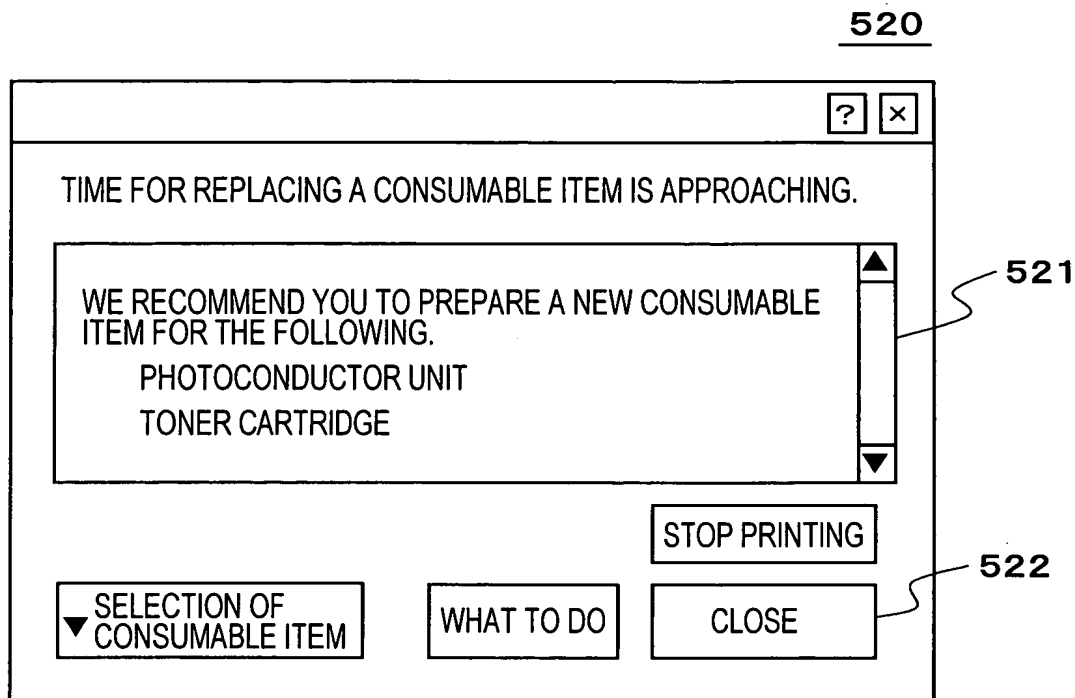 520
? ×
TIME FOR REPLACING A CONSUMABLE ITEM IS APPROACHING.
WE RECOMMEND YOU TO PREPARE A NEW CONSUMABLE
ITEM FOR THE FOLLOWING.
PHOTOCONDUCTOR UNIT
TONER CARTRIDGE
521
STOP PRINTING
522
▼ SELECTION OF
CONSUMABLE ITEM
WHAT TO DO
CLOSE